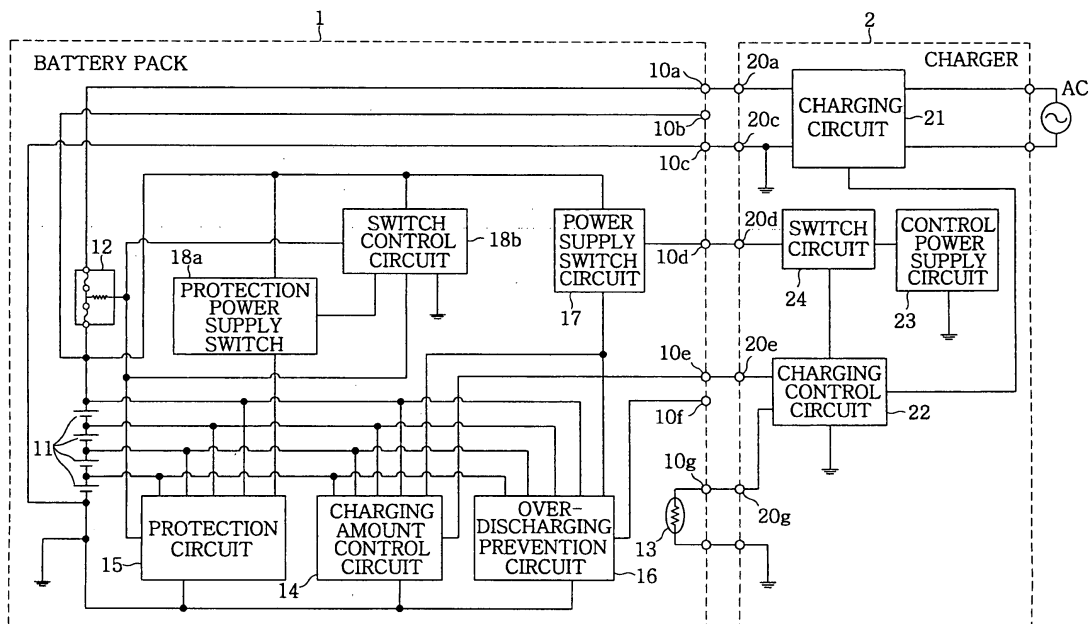 1
2
BATTERY PACK
CHARGER
10a
20a
AC
CHARGING
CIRCUIT
21
10b
20c
10c
12
18a
SWITCH
CONTROL
CIRCUIT
18b
POWER
SUPPLY
SWITCH
CIRCUIT
17
10d
20d
SWITCH
CIRCUIT
24
CONTROL
POWER
SUPPLY
CIRCUIT
23
PROTECTION
POWER
SUPPLY
SWITCH
10e
20e
CHARGING
CONTROL
CIRCUIT
22
10f
11
10g
20g
13
PROTECTION
CIRCUIT
15
CHARGING
AMOUNT
CONTROL
CIRCUIT
14
OVER-
DISCHARGING
PREVENTION
CIRCUIT
16